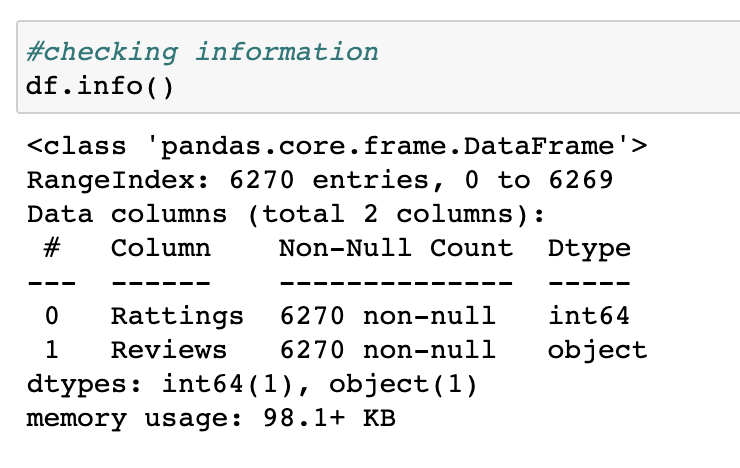 #checking information
df.info()
<class 'pandas.core.frame.DataFrame'>
RangeIndex: 6270 entries, 0 to 6269
Data columns (total 2 columns):
 #   Column    Non-Null Count  Dtype
---  ------    --------------  -----
 0   Rattings  6270 non-null   int64
 1   Reviews   6270 non-null   object
dtypes: int64(1), object(1)
memory usage: 98.1+ KB